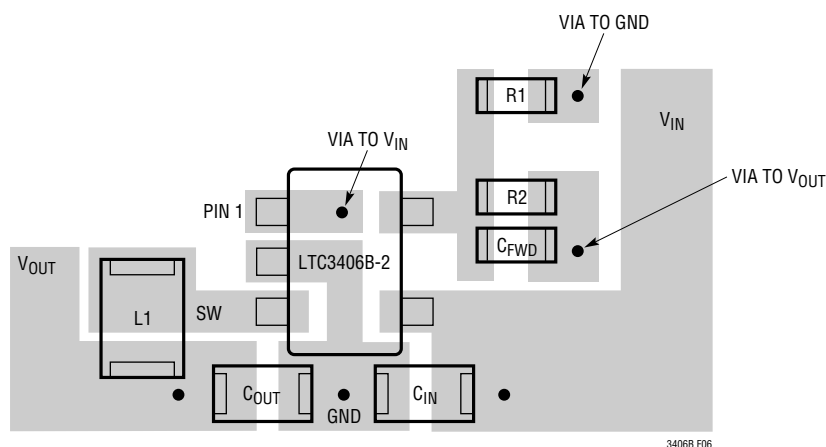 VIA TO GND
R1
VIN
VIA TO VIN
R2
VIA TO VOUT
PIN 1
CFWD
VOUT
LTC3406B-2
L1
SW
COUT
GND
CIN
3406B F06